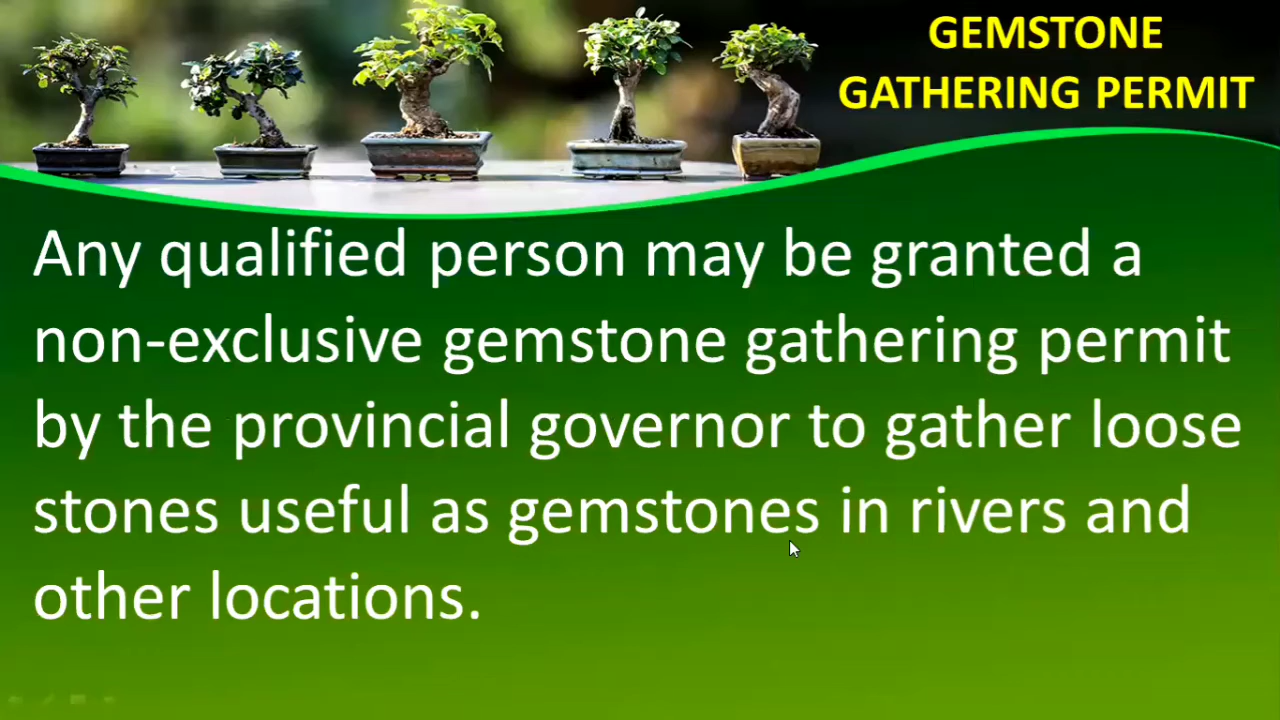 GEMSTONE
GATHERING PERMIT
Any qualified person may be granted a
non-exclusive gemstone gathering permit
by the provincial governor to gather loose
stones useful as gemstones in rivers and
other locations.